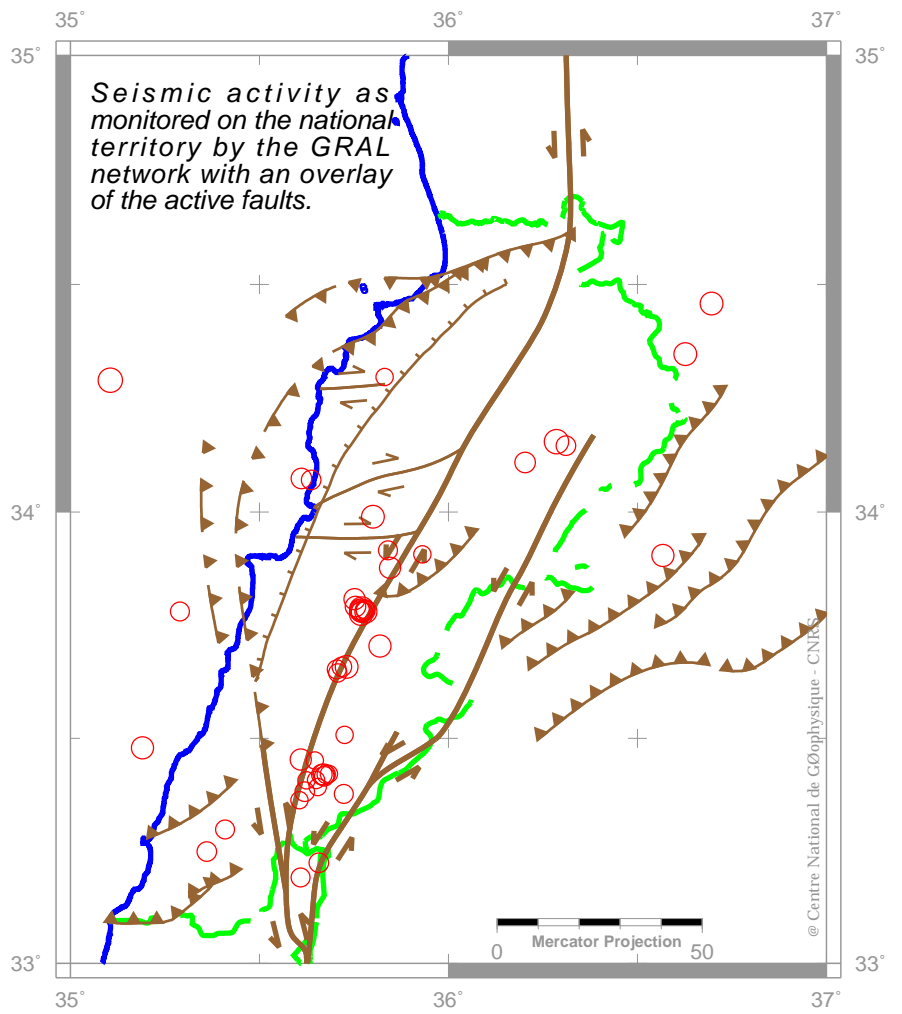 35° 36° 37°
35° 35°
Seismic activity as
monitored on the national
territory by the GRAL
network with an overlay
of the active faults.
34° 34°
@ Centre National de GØophysique - CNRS
Mercator Projection
0 50
33° 33°
35° 36° 37°